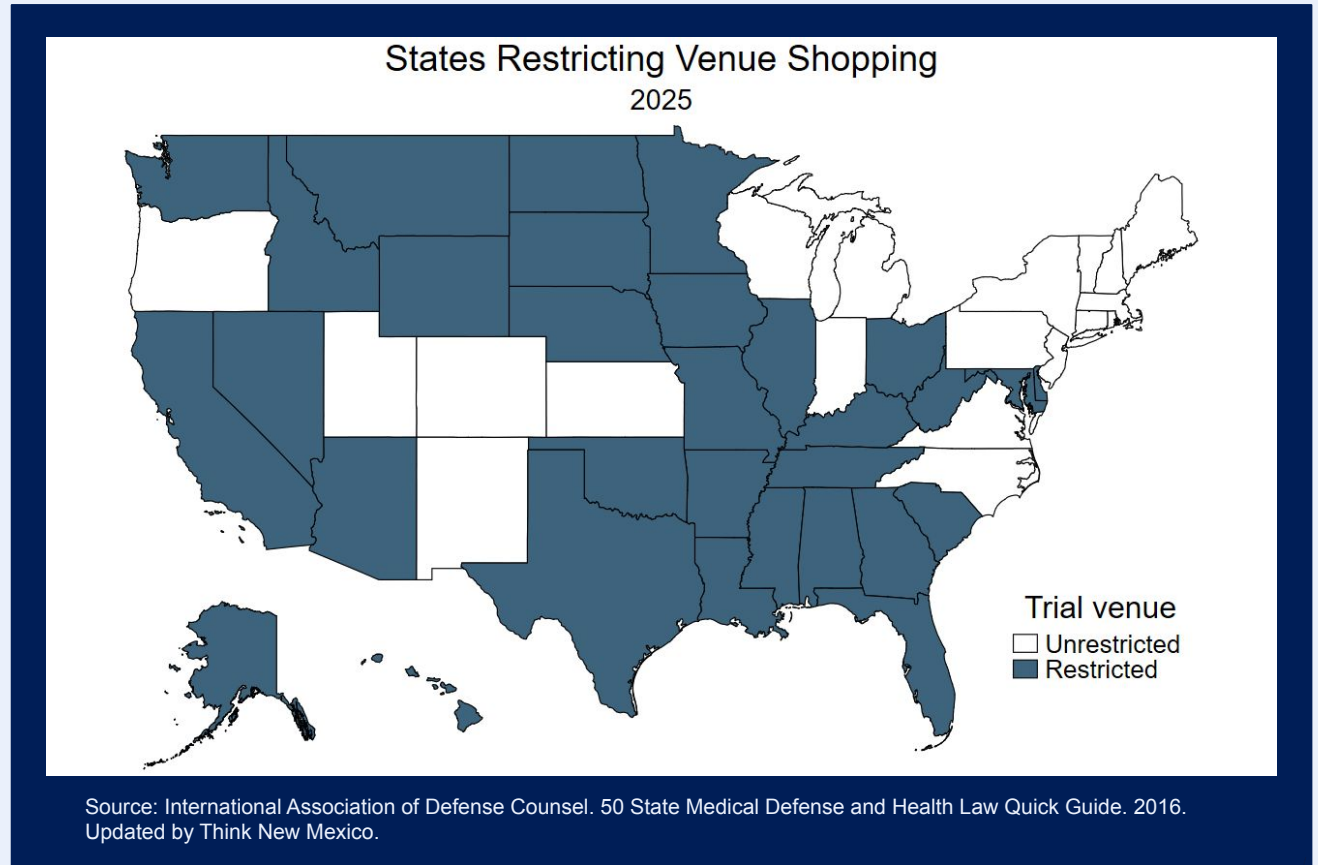 States Restricting Venue Shopping
2025
Trial venue
Unrestricted
Restricted
Source: International Association of Defense Counsel. 50 State Medical Defense and Health Law Quick Guide. 2016.
Updated by Think New Mexico.